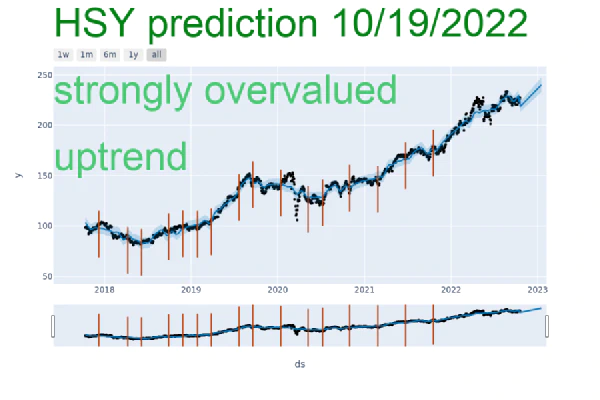 HSY prediction 10/19/2022
1w 1m 6m 1y all
250
strongly overvalued
200
uptrend
150
y
100
50
2018 2019 2020 2021 2022 2023
ds